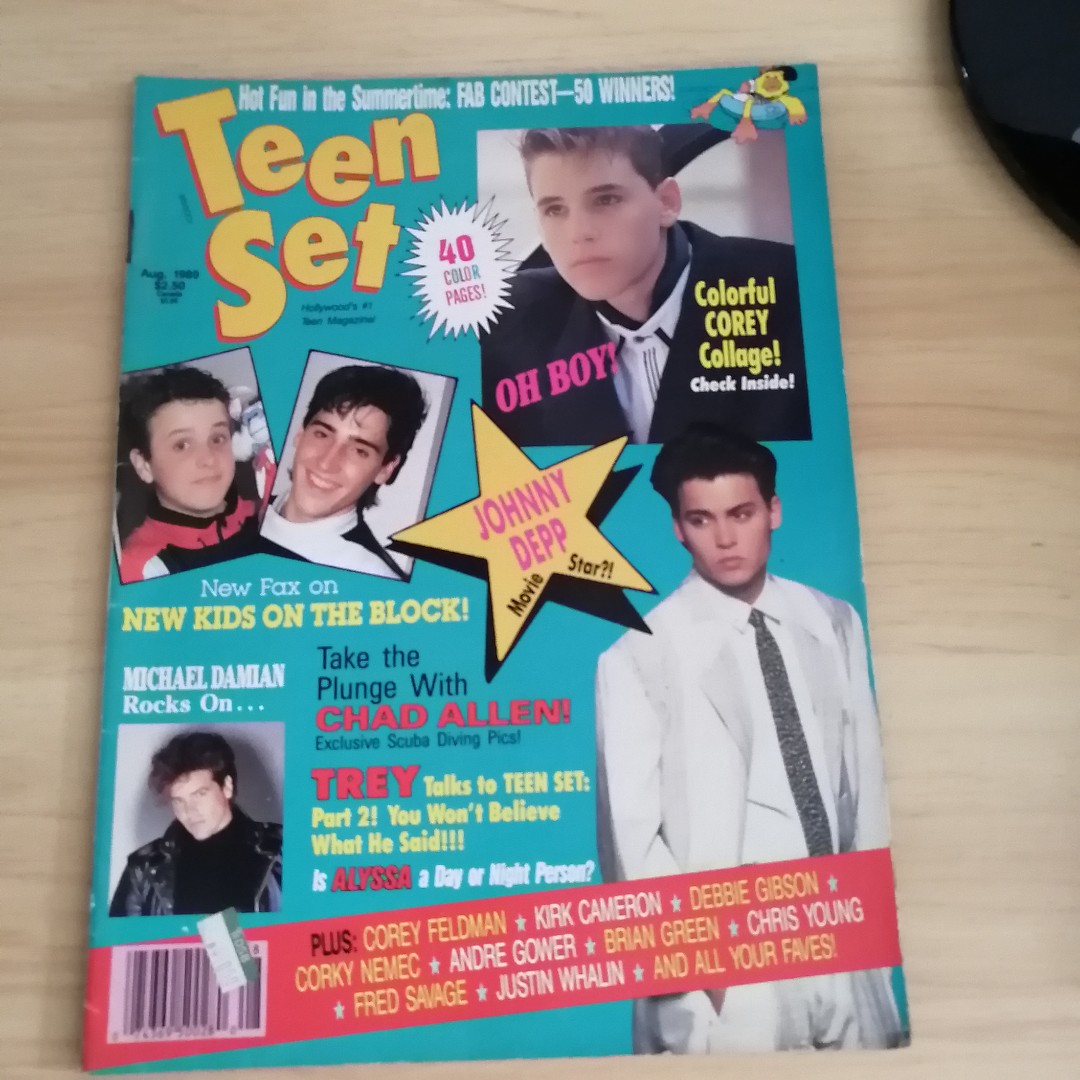 Hot Fun in the Summertime: FAB CONTEST—50 WINNERS!
Teen
Set
Aug. 1989
$2.50
Canada
Hollywood's #1
Teen Magazine!
40
COLOR
PAGES!
OH BOY!
Colorful
COREY
Collage!
Check Inside!
JOHNNY
DEPP
Movie Star?!
New Fax on
NEW KIDS ON THE BLOCK!
MICHAEL DAMIAN
Rocks On...
Take the
Plunge With
CHAD ALLEN!
Exclusive Scuba Diving Pics!
TREY Talks to TEEN SET:
Part 2! You Won't Believe
What He Said!!!
Is ALYSSA a Day or Night Person?
PLUS: COREY FELDMAN ★ KIRK CAMERON ★ DEBBIE GIBSON ★
CORKY NEMEC ★ ANDRE GOWER ★ BRIAN GREEN ★ CHRIS YOUNG
★ FRED SAVAGE ★ JUSTIN WHALIN ★ AND ALL YOUR FAVES!
8